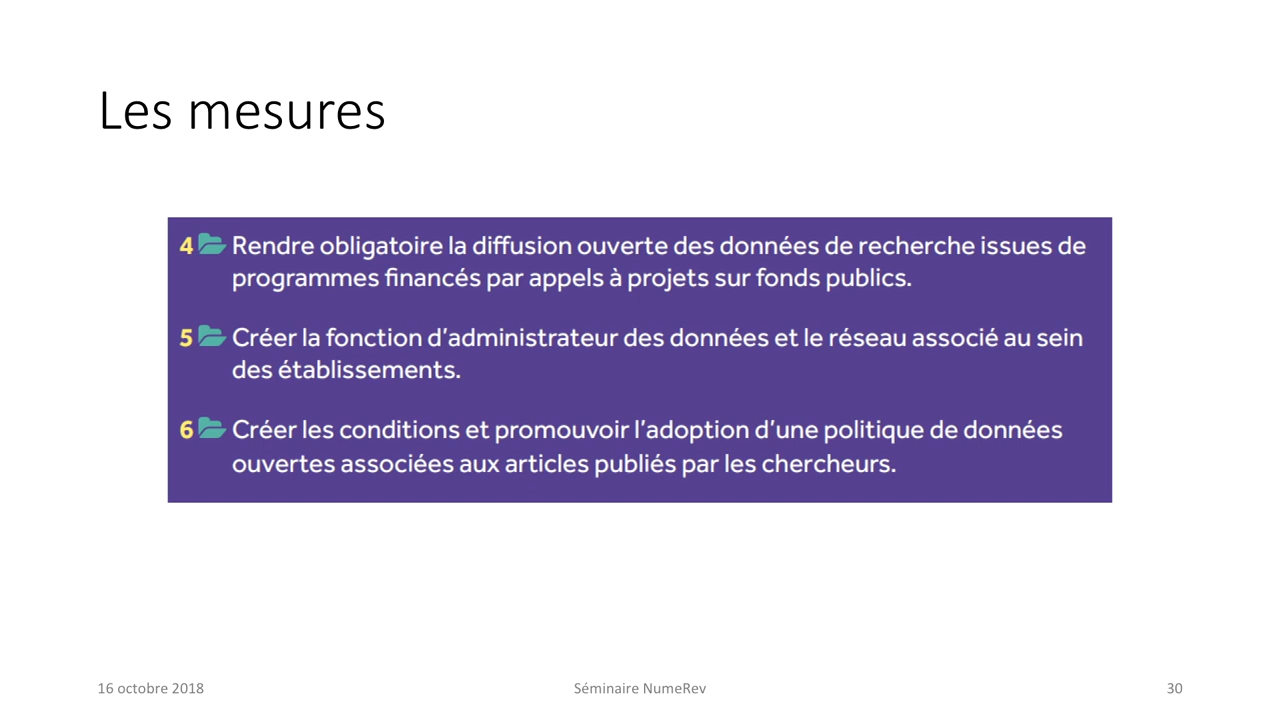 Les mesures
4 Rendre obligatoire la diffusion ouverte des données de recherche issues de
programmes financés par appels à projets sur fonds publics.
5 Créer la fonction d’administrateur des données et le réseau associé au sein
des établissements.
6 Créer les conditions et promouvoir l’adoption d’une politique de données
ouvertes associées aux articles publiés par les chercheurs.
16 octobre 2018
Séminaire NumeRev
30